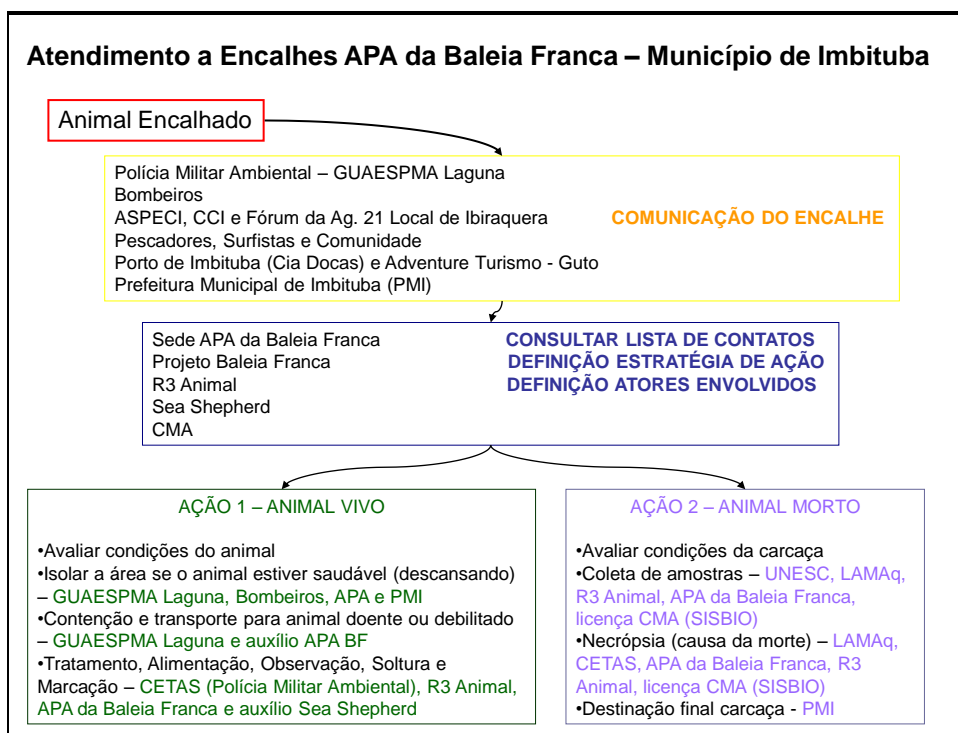 Atendimento a Encalhes APA da Baleia Franca – Município de Imbituba
Animal Encalhado
Polícia Militar Ambiental – GUAESPMA Laguna
Bombeiros
ASPECI, CCI e Fórum da Ag. 21 Local de Ibiraquera COMUNICAÇÃO DO ENCALHE
Pescadores, Surfistas e Comunidade
Porto de Imbituba (Cia Docas) e Adventure Turismo - Guto
Prefeitura Municipal de Imbituba (PMI)
Sede APA da Baleia Franca CONSULTAR LISTA DE CONTATOS
Projeto Baleia Franca DEFINIÇÃO ESTRATÉGIA DE AÇÃO
R3 Animal DEFINIÇÃO ATORES ENVOLVIDOS
Sea Shepherd
CMA
AÇÃO 1 – ANIMAL VIVO
•Avaliar condições do animal
•Isolar a área se o animal estiver saudável (descansando)
– GUAESPMA Laguna, Bombeiros, APA e PMI
•Contenção e transporte para animal doente ou debilitado
– GUAESPMA Laguna e auxílio APA BF
•Tratamento, Alimentação, Observação, Soltura e
Marcação – CETAS (Polícia Militar Ambiental), R3 Animal,
APA da Baleia Franca e auxílio Sea Shepherd
AÇÃO 2 – ANIMAL MORTO
•Avaliar condições da carcaça
•Coleta de amostras – UNESC, LAMAq,
R3 Animal, APA da Baleia Franca,
licença CMA (SISBIO)
•Necrópsia (causa da morte) – LAMAq,
CETAS, APA da Baleia Franca, R3
Animal, licença CMA (SISBIO)
•Destinação final carcaça - PMI